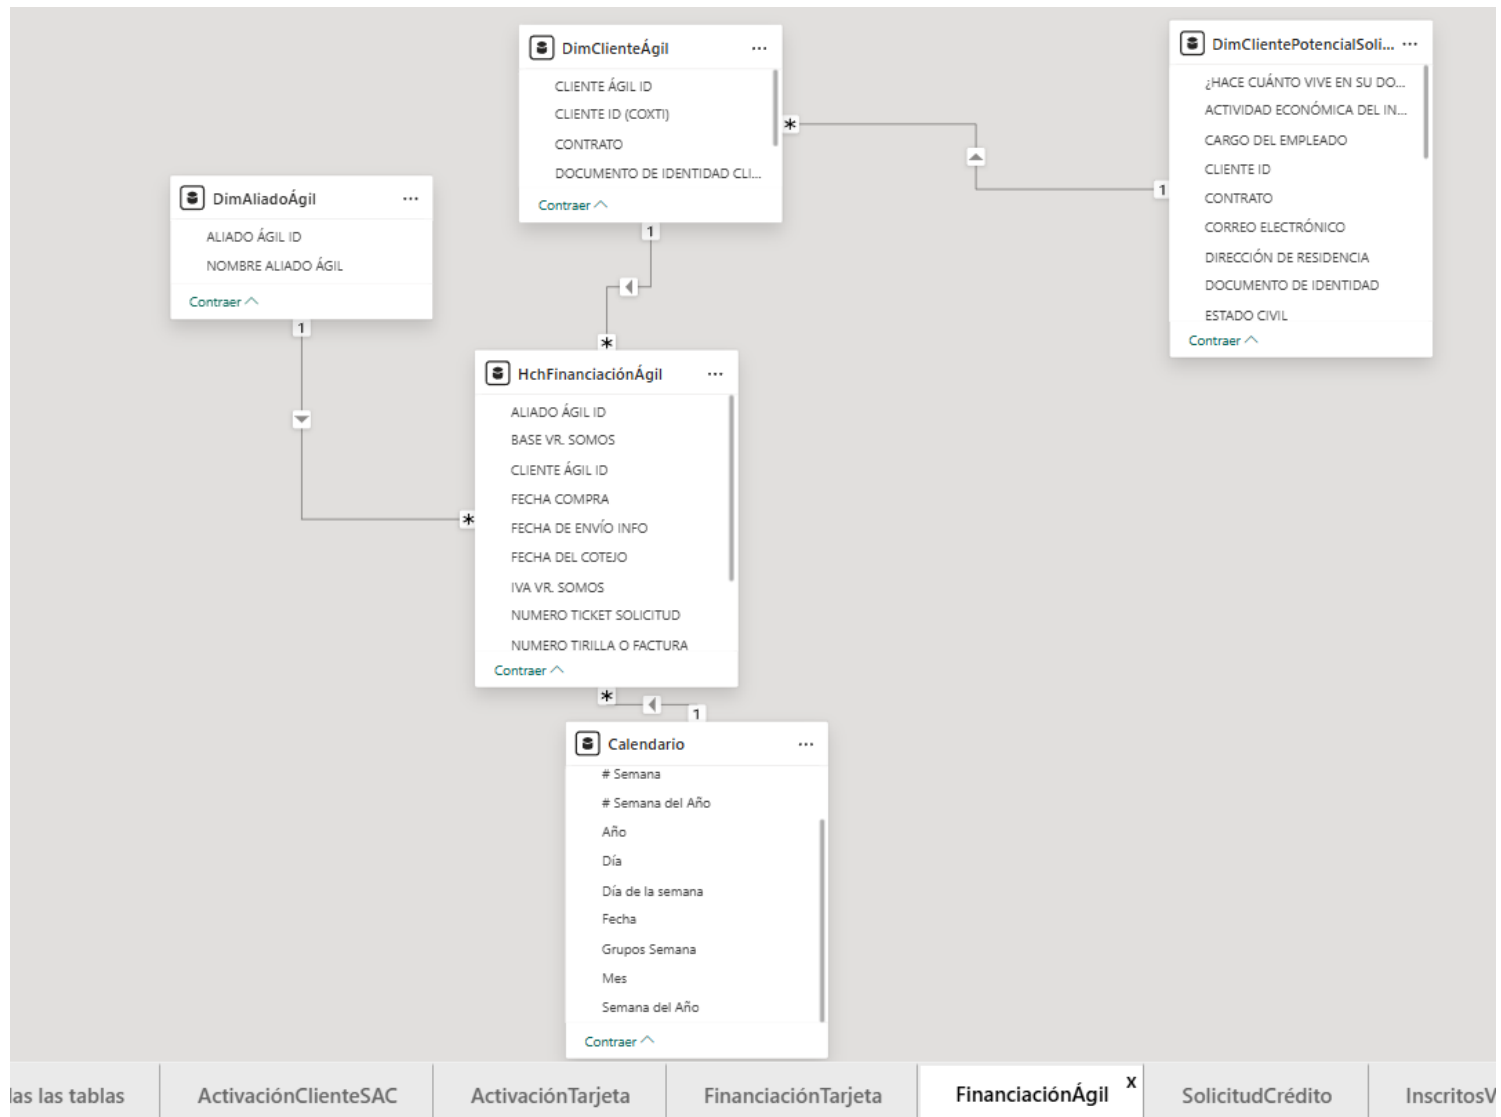 DimClienteÁgil
CLIENTE ÁGIL ID
CLIENTE ID (COXTI)
CONTRATO
DOCUMENTO DE IDENTIDAD CLI...
Contraer
DimClientePotencialSoli...
¿HACE CUÁNTO VIVE EN SU DO...
ACTIVIDAD ECONÓMICA DEL IN...
CARGO DEL EMPLEADO
CLIENTE ID
CONTRATO
CORREO ELECTRÓNICO
DIRECCIÓN DE RESIDENCIA
DOCUMENTO DE IDENTIDAD
ESTADO CIVIL
Contraer
*
1
1
*
DimAliadoÁgil
ALIADO ÁGIL ID
NOMBRE ALIADO ÁGIL
Contraer
1
*
HchFinanciaciónÁgil
ALIADO ÁGIL ID
BASE VR. SOMOS
CLIENTE ÁGIL ID
FECHA COMPRA
FECHA DE ENVÍO INFO
FECHA DEL COTEJO
IVA VR. SOMOS
NUMERO TICKET SOLICITUD
NUMERO TIRILLA O FACTURA
Contraer
*
1
Calendario
# Semana
# Semana del Año
Año
Día
Día de la semana
Fecha
Grupos Semana
Mes
Semana del Año
Contraer
las las tablas
ActivaciónClienteSAC
ActivaciónTarjeta
FinanciaciónTarjeta
FinanciaciónÁgil
X
SolicitudCrédito
InscritosV